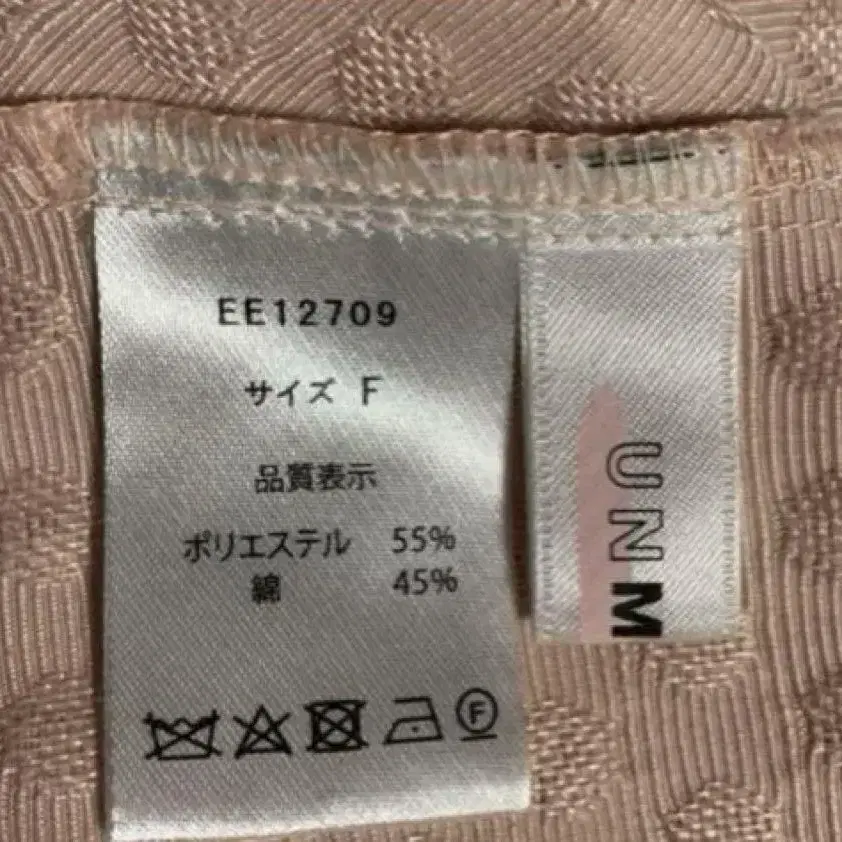 EE12709
サイズ F
品質表示
ポリエステル 55%
綿 45%
F
UNM